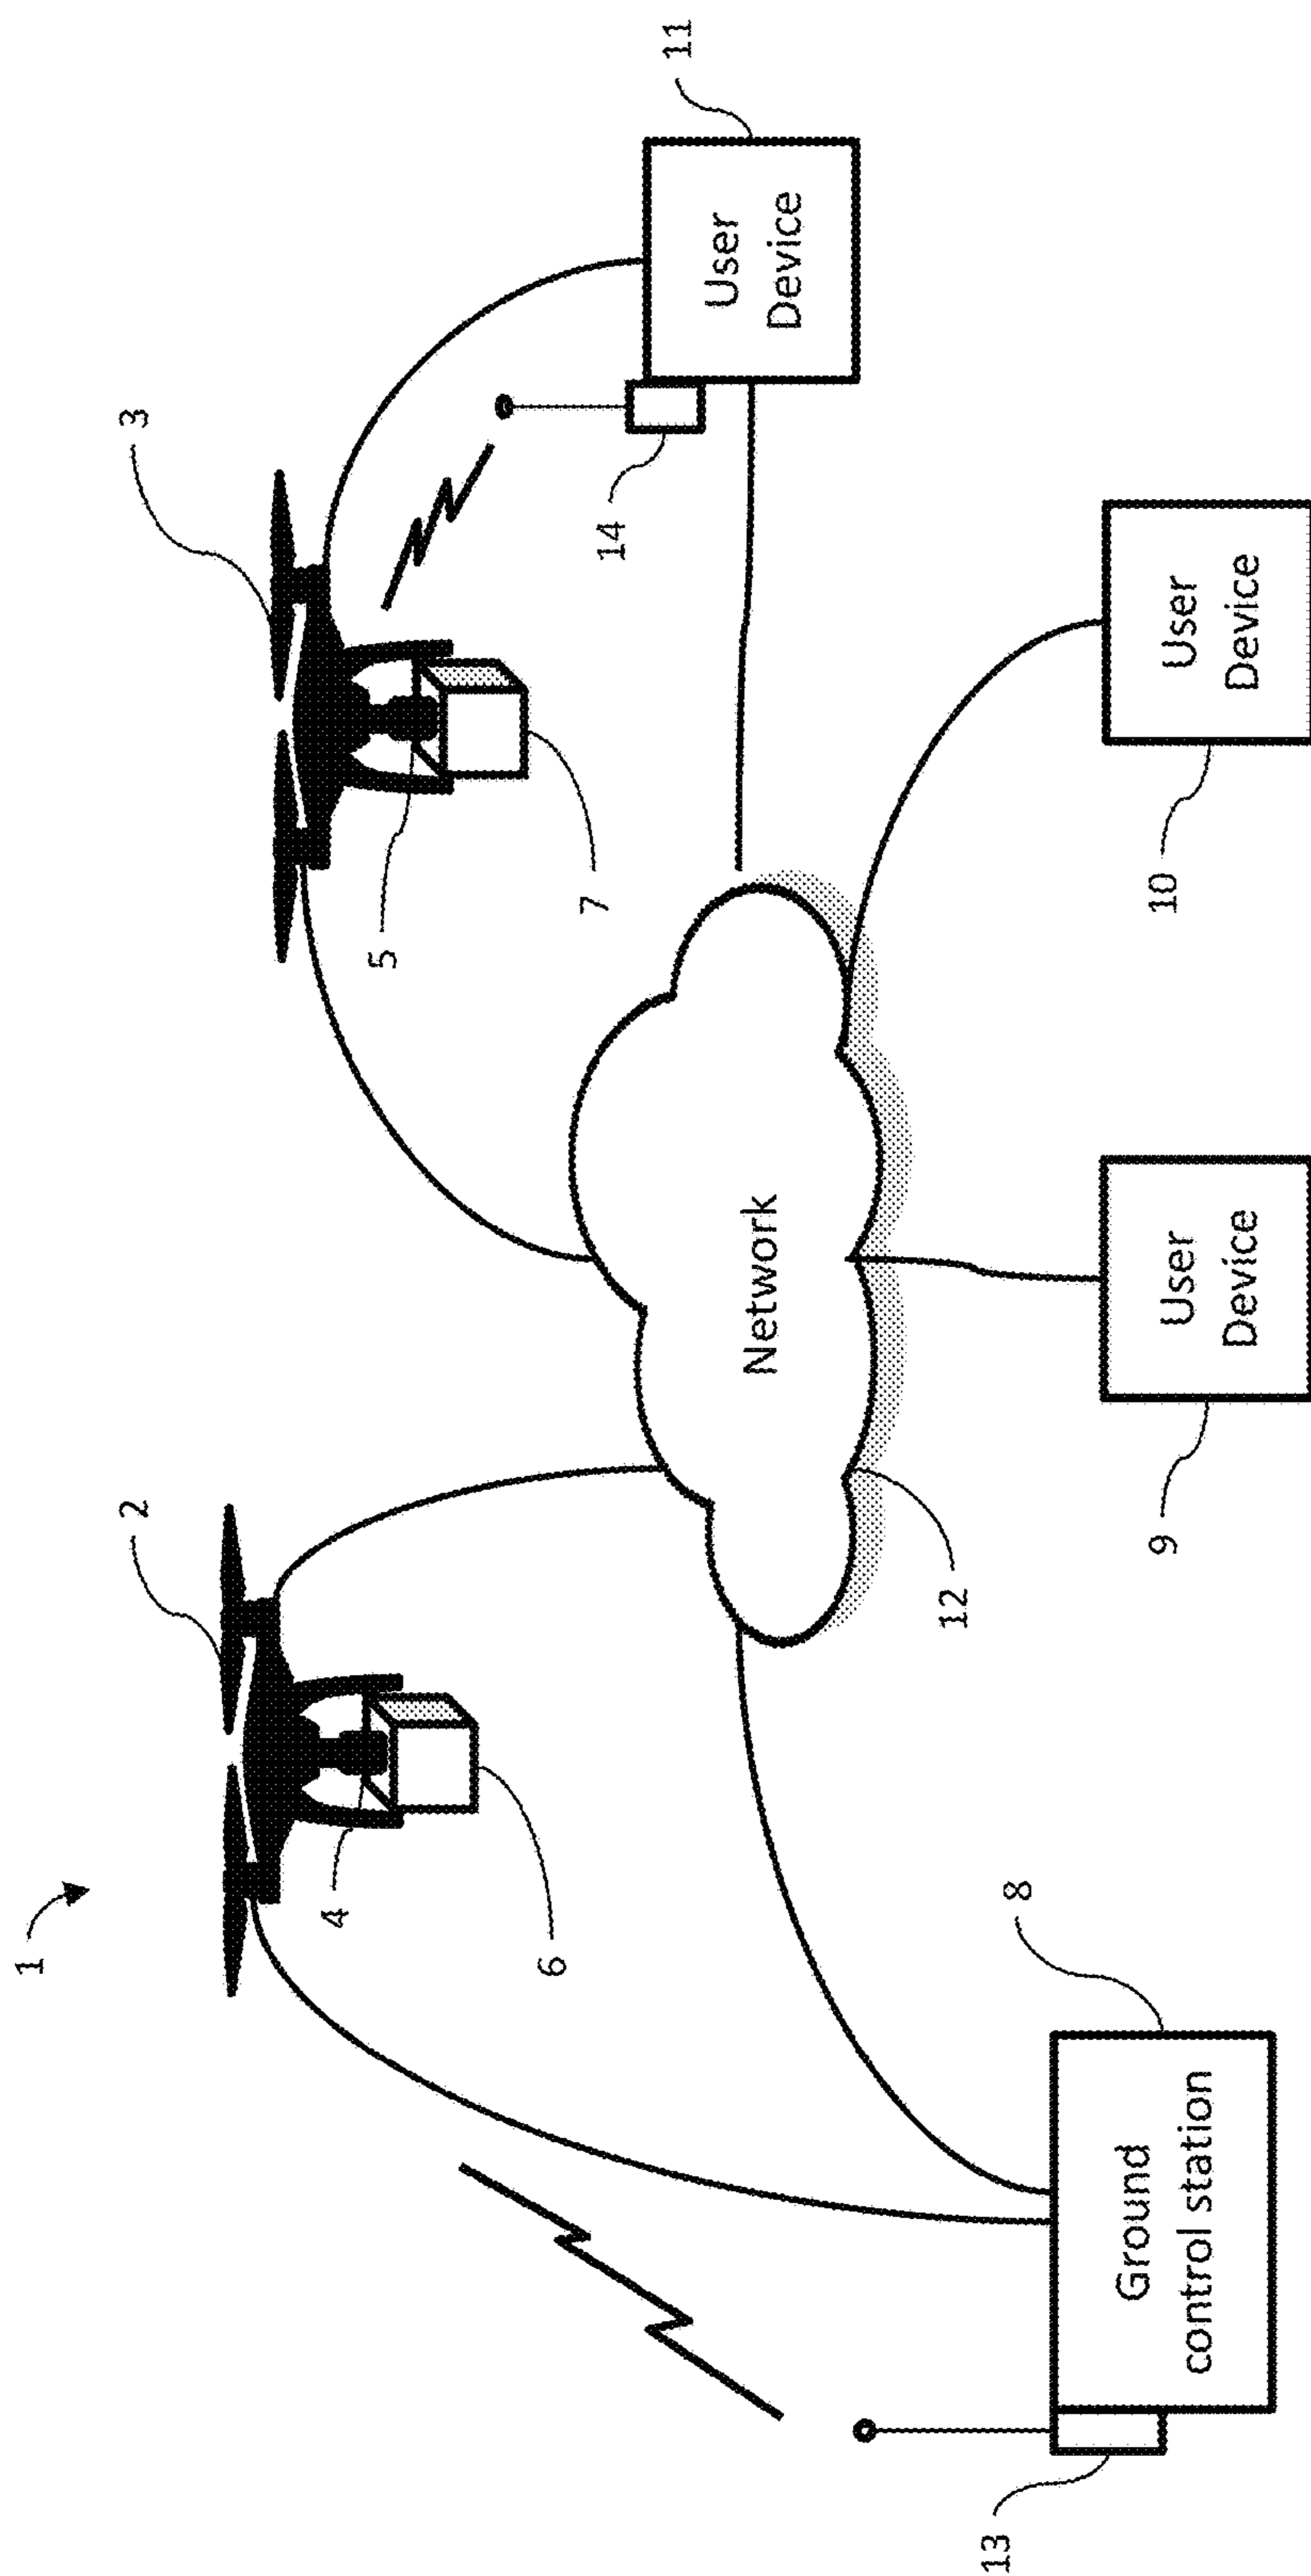 1
2
3
4
5
6
7
11
User
Device
14
Network
12
8
Ground
control station
13
9
User
Device
10
User
Device